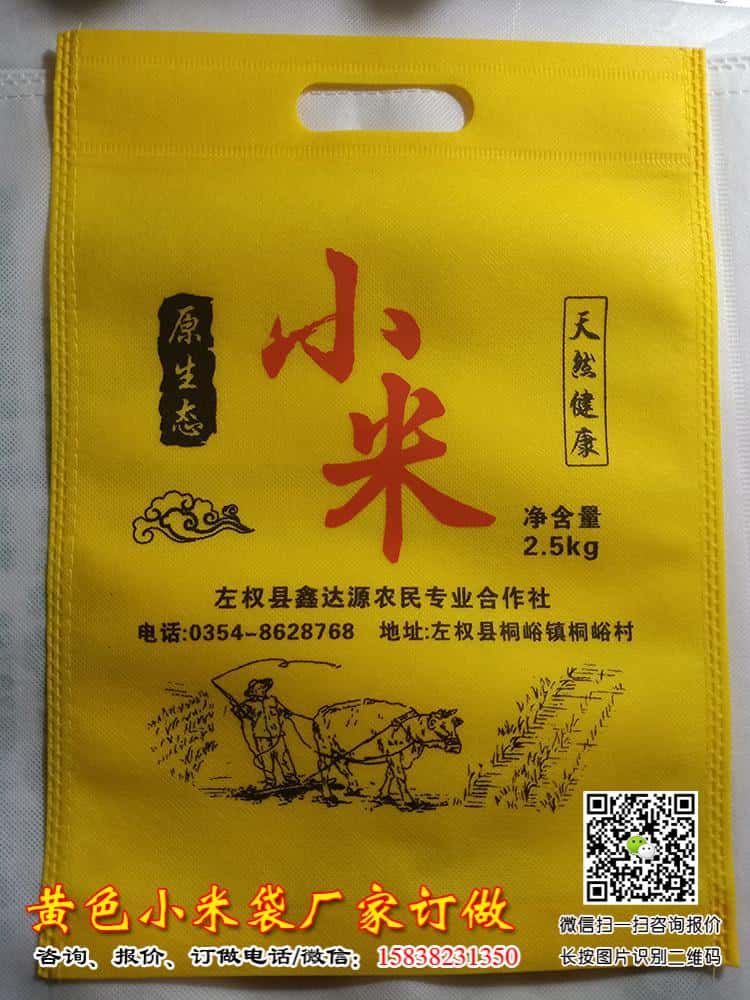 小米
原生态
天然健康
净含量
2.5kg
左权县鑫达源农民专业合作社
电话:0354-8628768 地址:左权县桐峪镇桐峪村
黄色小米袋厂家订做
咨询、报价、订做电话/微信：15838231350
微信扫一扫咨询报价
长按图片识别二维码